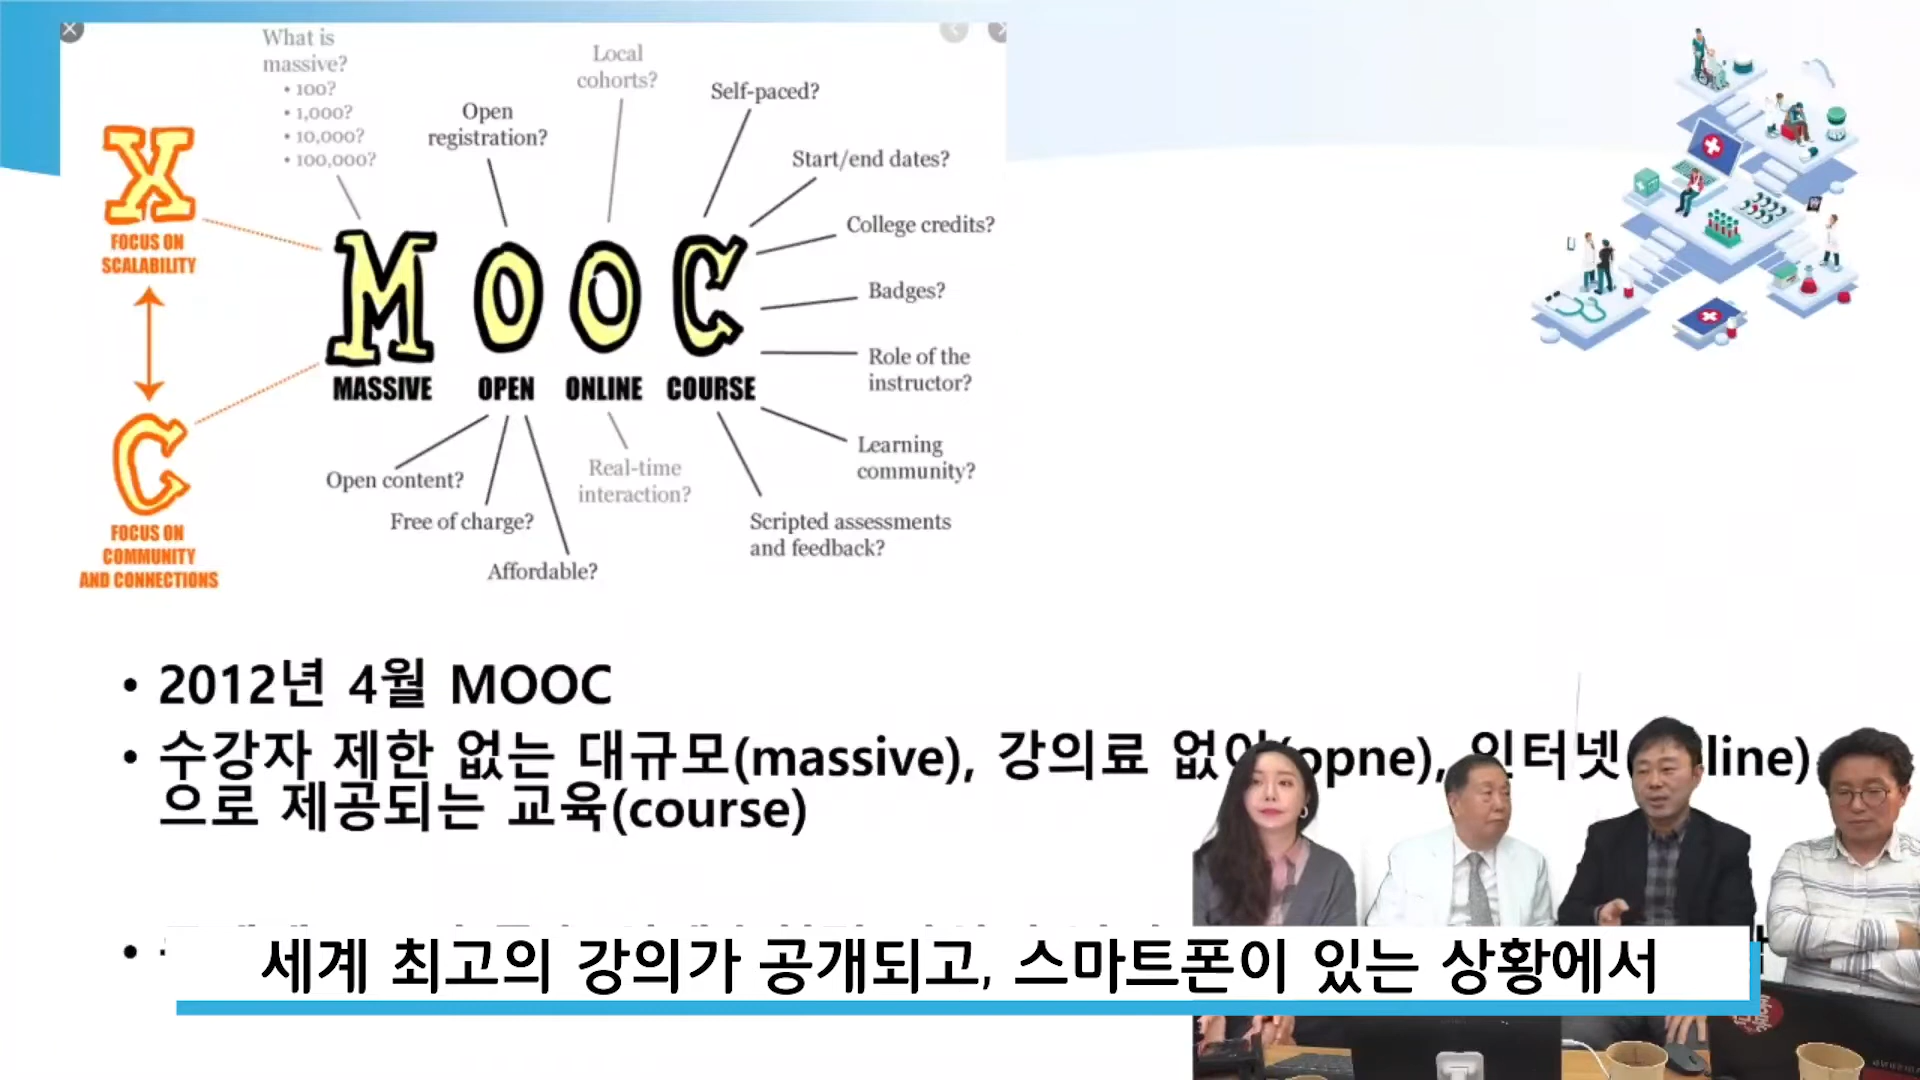 What is
massive?
• 100?
• 1,000?
• 10,000?
• 100,000?
Open
registration?
Local
cohorts?
Self-paced?
Start/end dates?
College credits?
Badges?
Role of the
instructor?
Learning
community?
Scripted assessments
and feedback?
X
FOCUS ON
SCALABILITY
C
FOCUS ON
COMMUNITY
AND CONNECTIONS
MOOC
MASSIVE OPEN ONLINE COURSE
Open content?
Free of charge?
Affordable?
Real-time
interaction?
• 2012년 4월 MOOC
• 수강자 제한 없는 대규모(massive), 강의료 없이(opne), 인터넷 line)
으로 제공되는 교육(course)
세계 최고의 강의가 공개되고, 스마트폰이 있는 상황에서